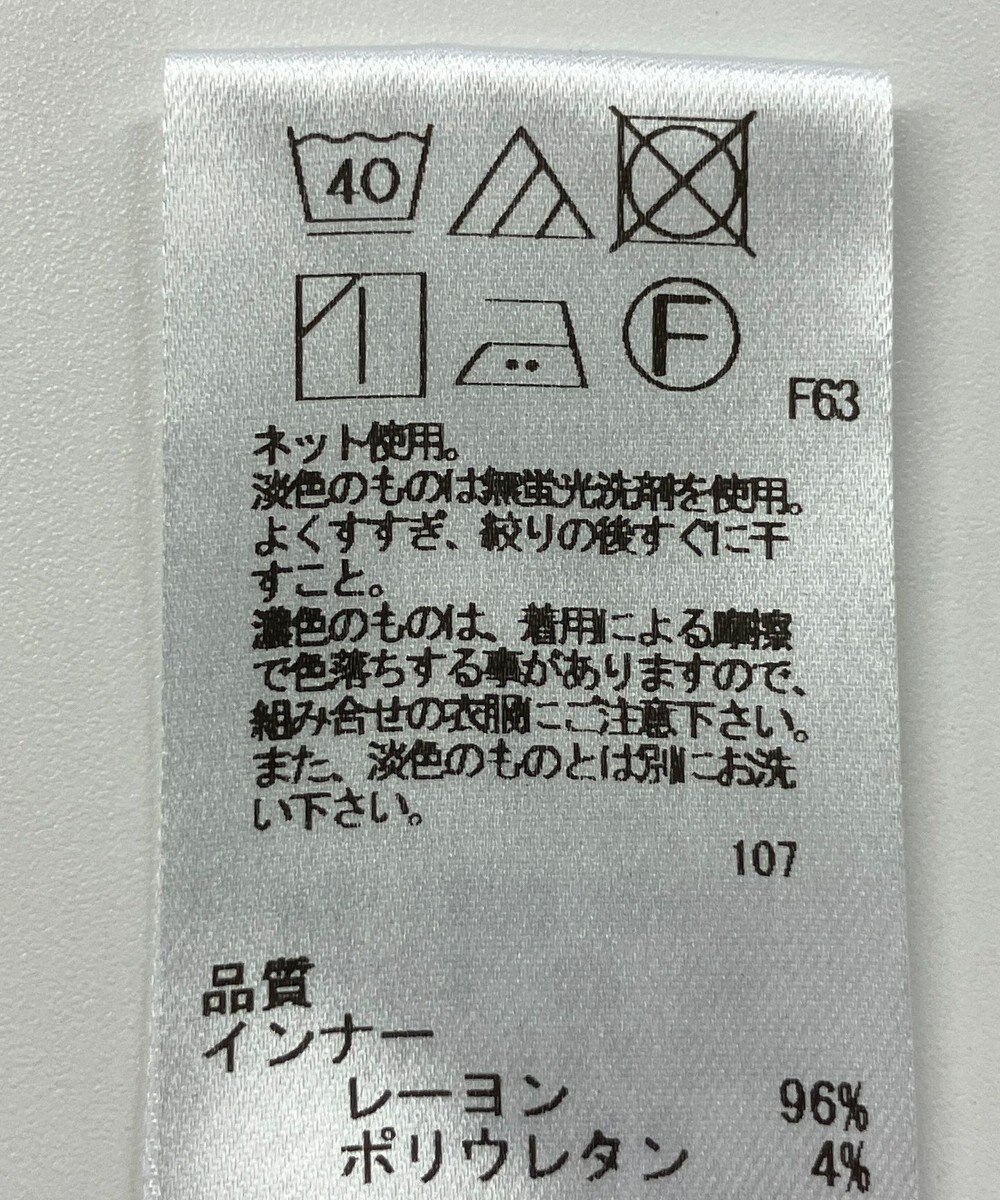 40
F
F63
ネット使用。
淡色のものは無蛍光洗剤を使用。
よくすすぎ、絞りの後すぐに干
すこと。
濃色のものは、着用による摩擦
で色落ちする事がありますので、
組み合せの衣服にご注意下さい。
また、淡色のものとは別にお洗
い下さい。
107
品質
インナー
レーヨン 96%
ポリウレタン 4%